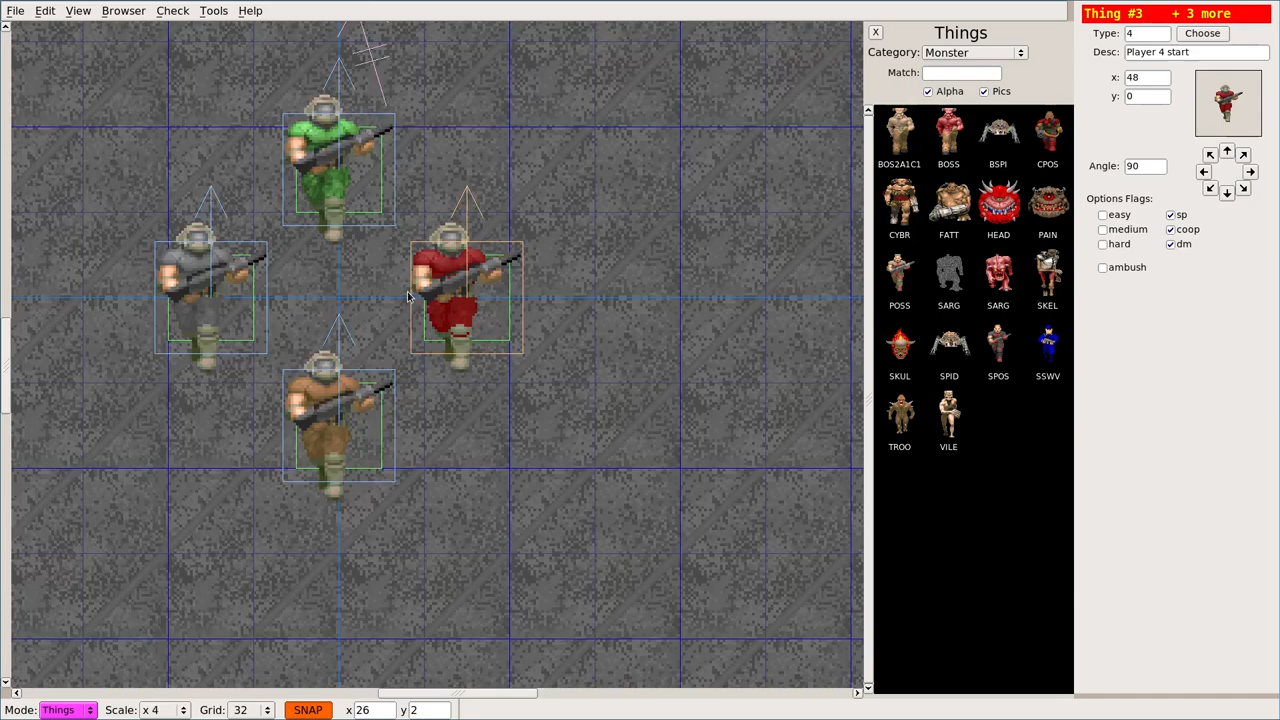 File Edit View Browser Check Tools Help
X Things
Category: Monster
Match:
Alpha Pics
BOS2A1C1 BOSS BSPI CPOS
CYBR FATT HEAD PAIN
POSS SARG SARG SKEL
SKUL SPID SPOS SSWV
TROO VILE
Thing #3 + 3 more
Type: 4 Choose
Desc: Player 4 start
x: 48
y: 0
Angle: 90
Options Flags:
easy sp
medium coop
hard dm
ambush
Mode: Things Scale: x 4 Grid: 32 SNAP x 26 y 2